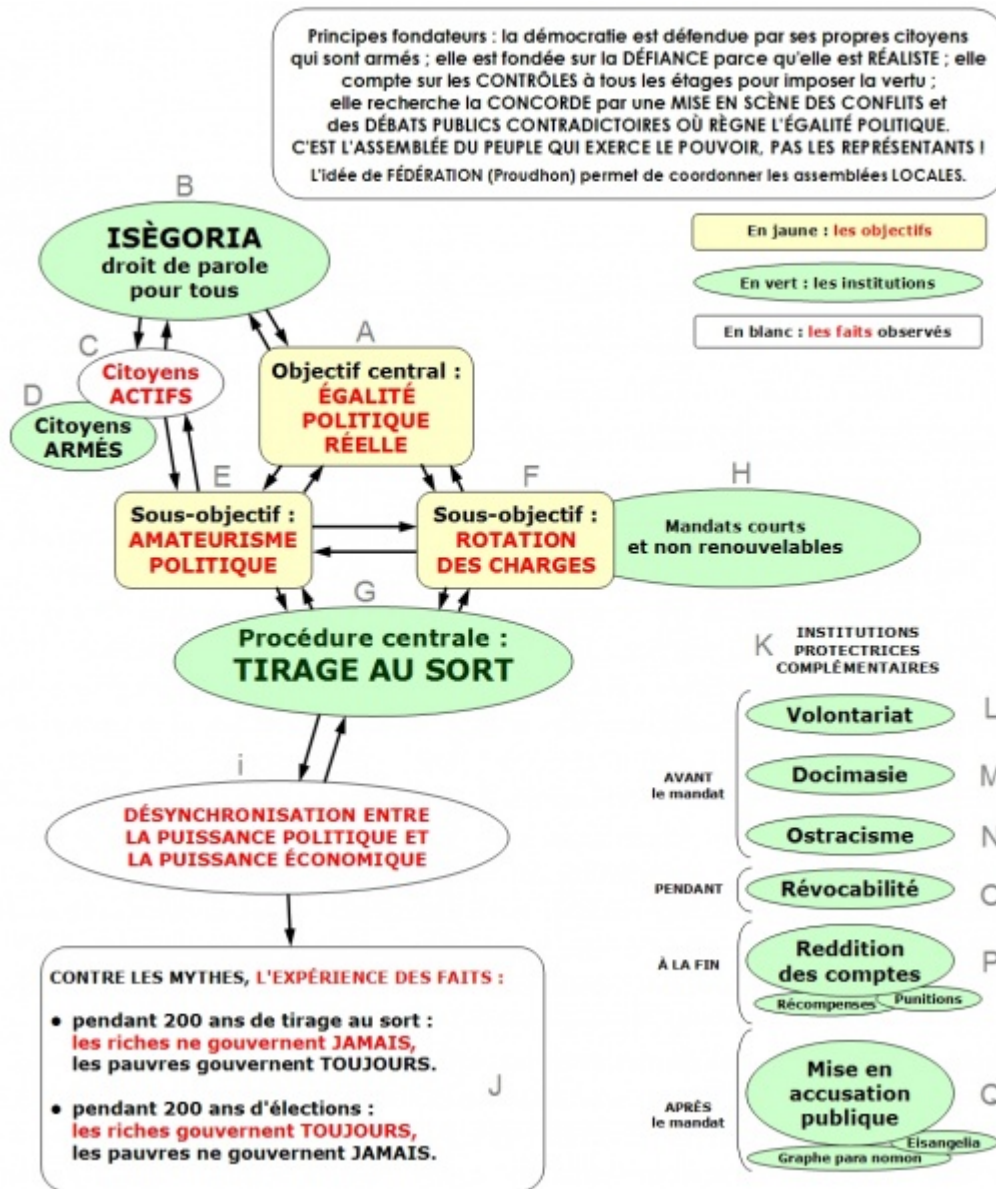 Principes fondateurs : la démocratie est défendue par ses propres citoyens
qui sont armés ; elle est fondée sur la DÉFIANCE parce qu'elle est RÉALISTE ; elle
compte sur les CONTRÔLES à tous les étages pour imposer la vertu ;
elle recherche la CONCORDE par une MISE EN SCÈNE DES CONFLITS et
des DÉBATS PUBLICS CONTRADICTOIRES OÙ RÈGNE L'ÉGALITÉ POLITIQUE.
C'EST L'ASSEMBLÉE DU PEUPLE QUI EXERCE LE POUVOIR, PAS LES REPRÉSENTANTS !
L'idée de FÉDÉRATION (Proudhon) permet de coordonner les assemblées LOCALES.
En jaune : les objectifs
En vert : les institutions
En blanc : les faits observés
B
ISÈGORIA
droit de parole
pour tous
C
Citoyens
ACTIFS
D
Citoyens
ARMÉS
A
Objectif central :
ÉGALITÉ
POLITIQUE
RÉELLE
E
Sous-objectif :
AMATEURISME
POLITIQUE
F
Sous-objectif :
ROTATION
DES CHARGES
H
Mandats courts
et non renouvelables
G
Procédure centrale :
TIRAGE AU SORT
i
DÉSYNCHRONISATION ENTRE
LA PUISSANCE POLITIQUE ET
LA PUISSANCE ÉCONOMIQUE
CONTRE LES MYTHES, L'EXPÉRIENCE DES FAITS :
● pendant 200 ans de tirage au sort :
les riches ne gouvernent JAMAIS,
les pauvres gouvernent TOUJOURS.
● pendant 200 ans d'élections :
les riches gouvernent TOUJOURS,
les pauvres ne gouvernent JAMAIS.
J
K
INSTITUTIONS
PROTECTRICES
COMPLÉMENTAIRES
AVANT
le mandat
Volontariat
L
Docimasie
M
Ostracisme
N
PENDANT
Révocabilité
O
À LA FIN
Reddition
des comptes
P
Récompenses
Punitions
APRÈS
le mandat
Mise en
accusation
publique
Q
Eisangelia
Graphe para nomon